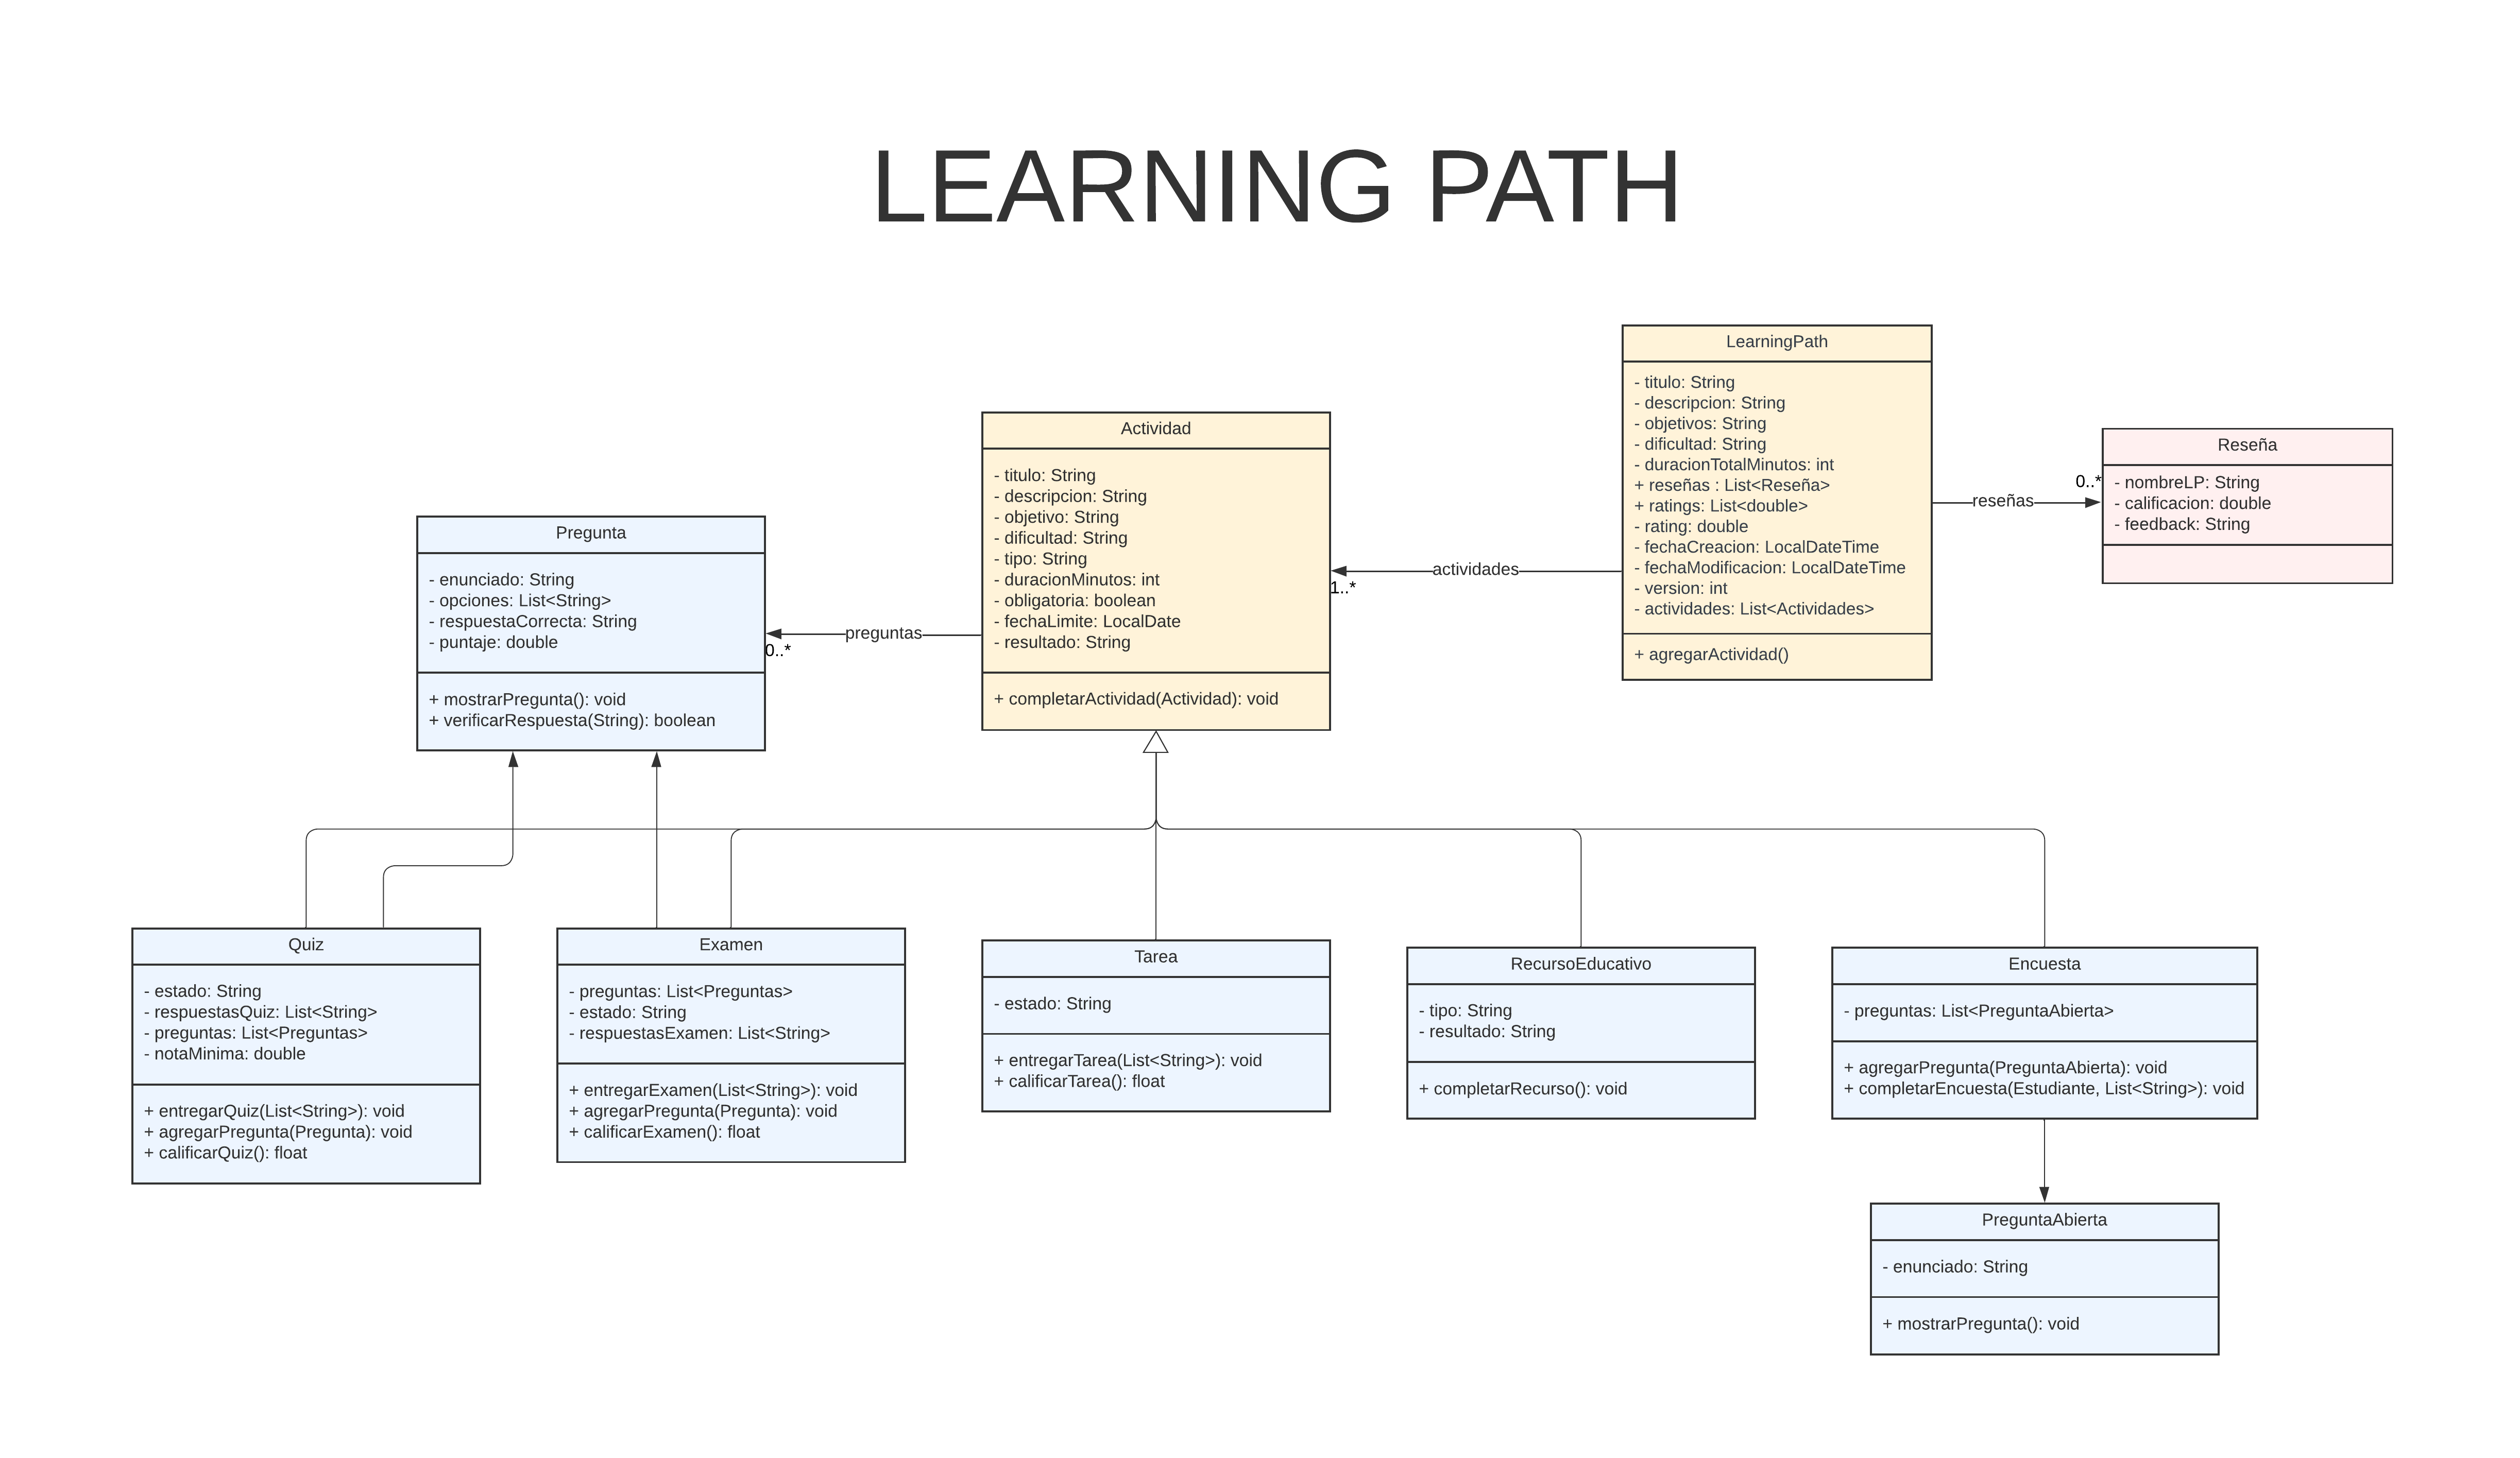 LEARNING PATH
LearningPath
- titulo: String
- descripcion: String
- objetivos: String
- dificultad: String
- duracionTotalMinutos: int
+ reseñas : List<Reseña>
+ ratings: List<double>
- rating: double
- fechaCreacion: LocalDateTime
- fechaModificacion: LocalDateTime
- version: int
- actividades: List<Actividades>
+ agregarActividad()
reseñas
0..*
Reseña
- nombreLP: String
- calificacion: double
- feedback: String
actividades
1..*
Actividad
- titulo: String
- descripcion: String
- objetivo: String
- dificultad: String
- tipo: String
- duracionMinutos: int
- obligatoria: boolean
- fechaLimite: LocalDate
- resultado: String
+ completarActividad(Actividad): void
preguntas
0..*
Pregunta
- enunciado: String
- opciones: List<String>
- respuestaCorrecta: String
- puntaje: double
+ mostrarPregunta(): void
+ verificarRespuesta(String): boolean
Quiz
- estado: String
- respuestasQuiz: List<String>
- preguntas: List<Preguntas>
- notaMinima: double
+ entregarQuiz(List<String>): void
+ agregarPregunta(Pregunta): void
+ calificarQuiz(): float
Examen
- preguntas: List<Preguntas>
- estado: String
- respuestasExamen: List<String>
+ entregarExamen(List<String>): void
+ agregarPregunta(Pregunta): void
+ calificarExamen(): float
Tarea
- estado: String
+ entregarTarea(List<String>): void
+ calificarTarea(): float
RecursoEducativo
- tipo: String
- resultado: String
+ completarRecurso(): void
Encuesta
- preguntas: List<PreguntaAbierta>
+ agregarPregunta(PreguntaAbierta): void
+ completarEncuesta(Estudiante, List<String>): void
PreguntaAbierta
- enunciado: String
+ mostrarPregunta(): void